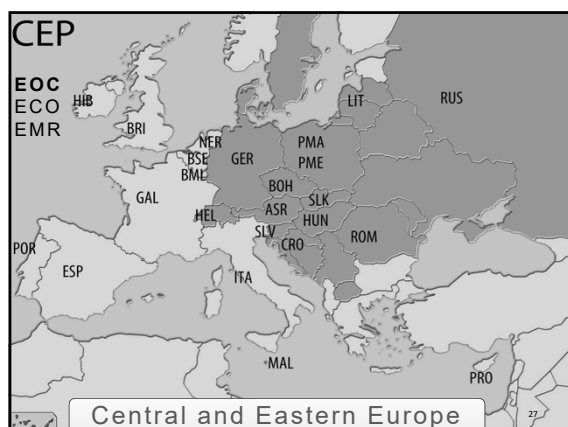 CEP
EOC
ECO
EMR
HIB
BRI
NER
BSE
BML
GER
LIT
RUS
PMA
PME
BOH
SLK
ASR
HUN
GAL
HEL
SLV
CRO
ROM
POR
ESP
ITA
MAL
PRO
Central and Eastern Europe
27